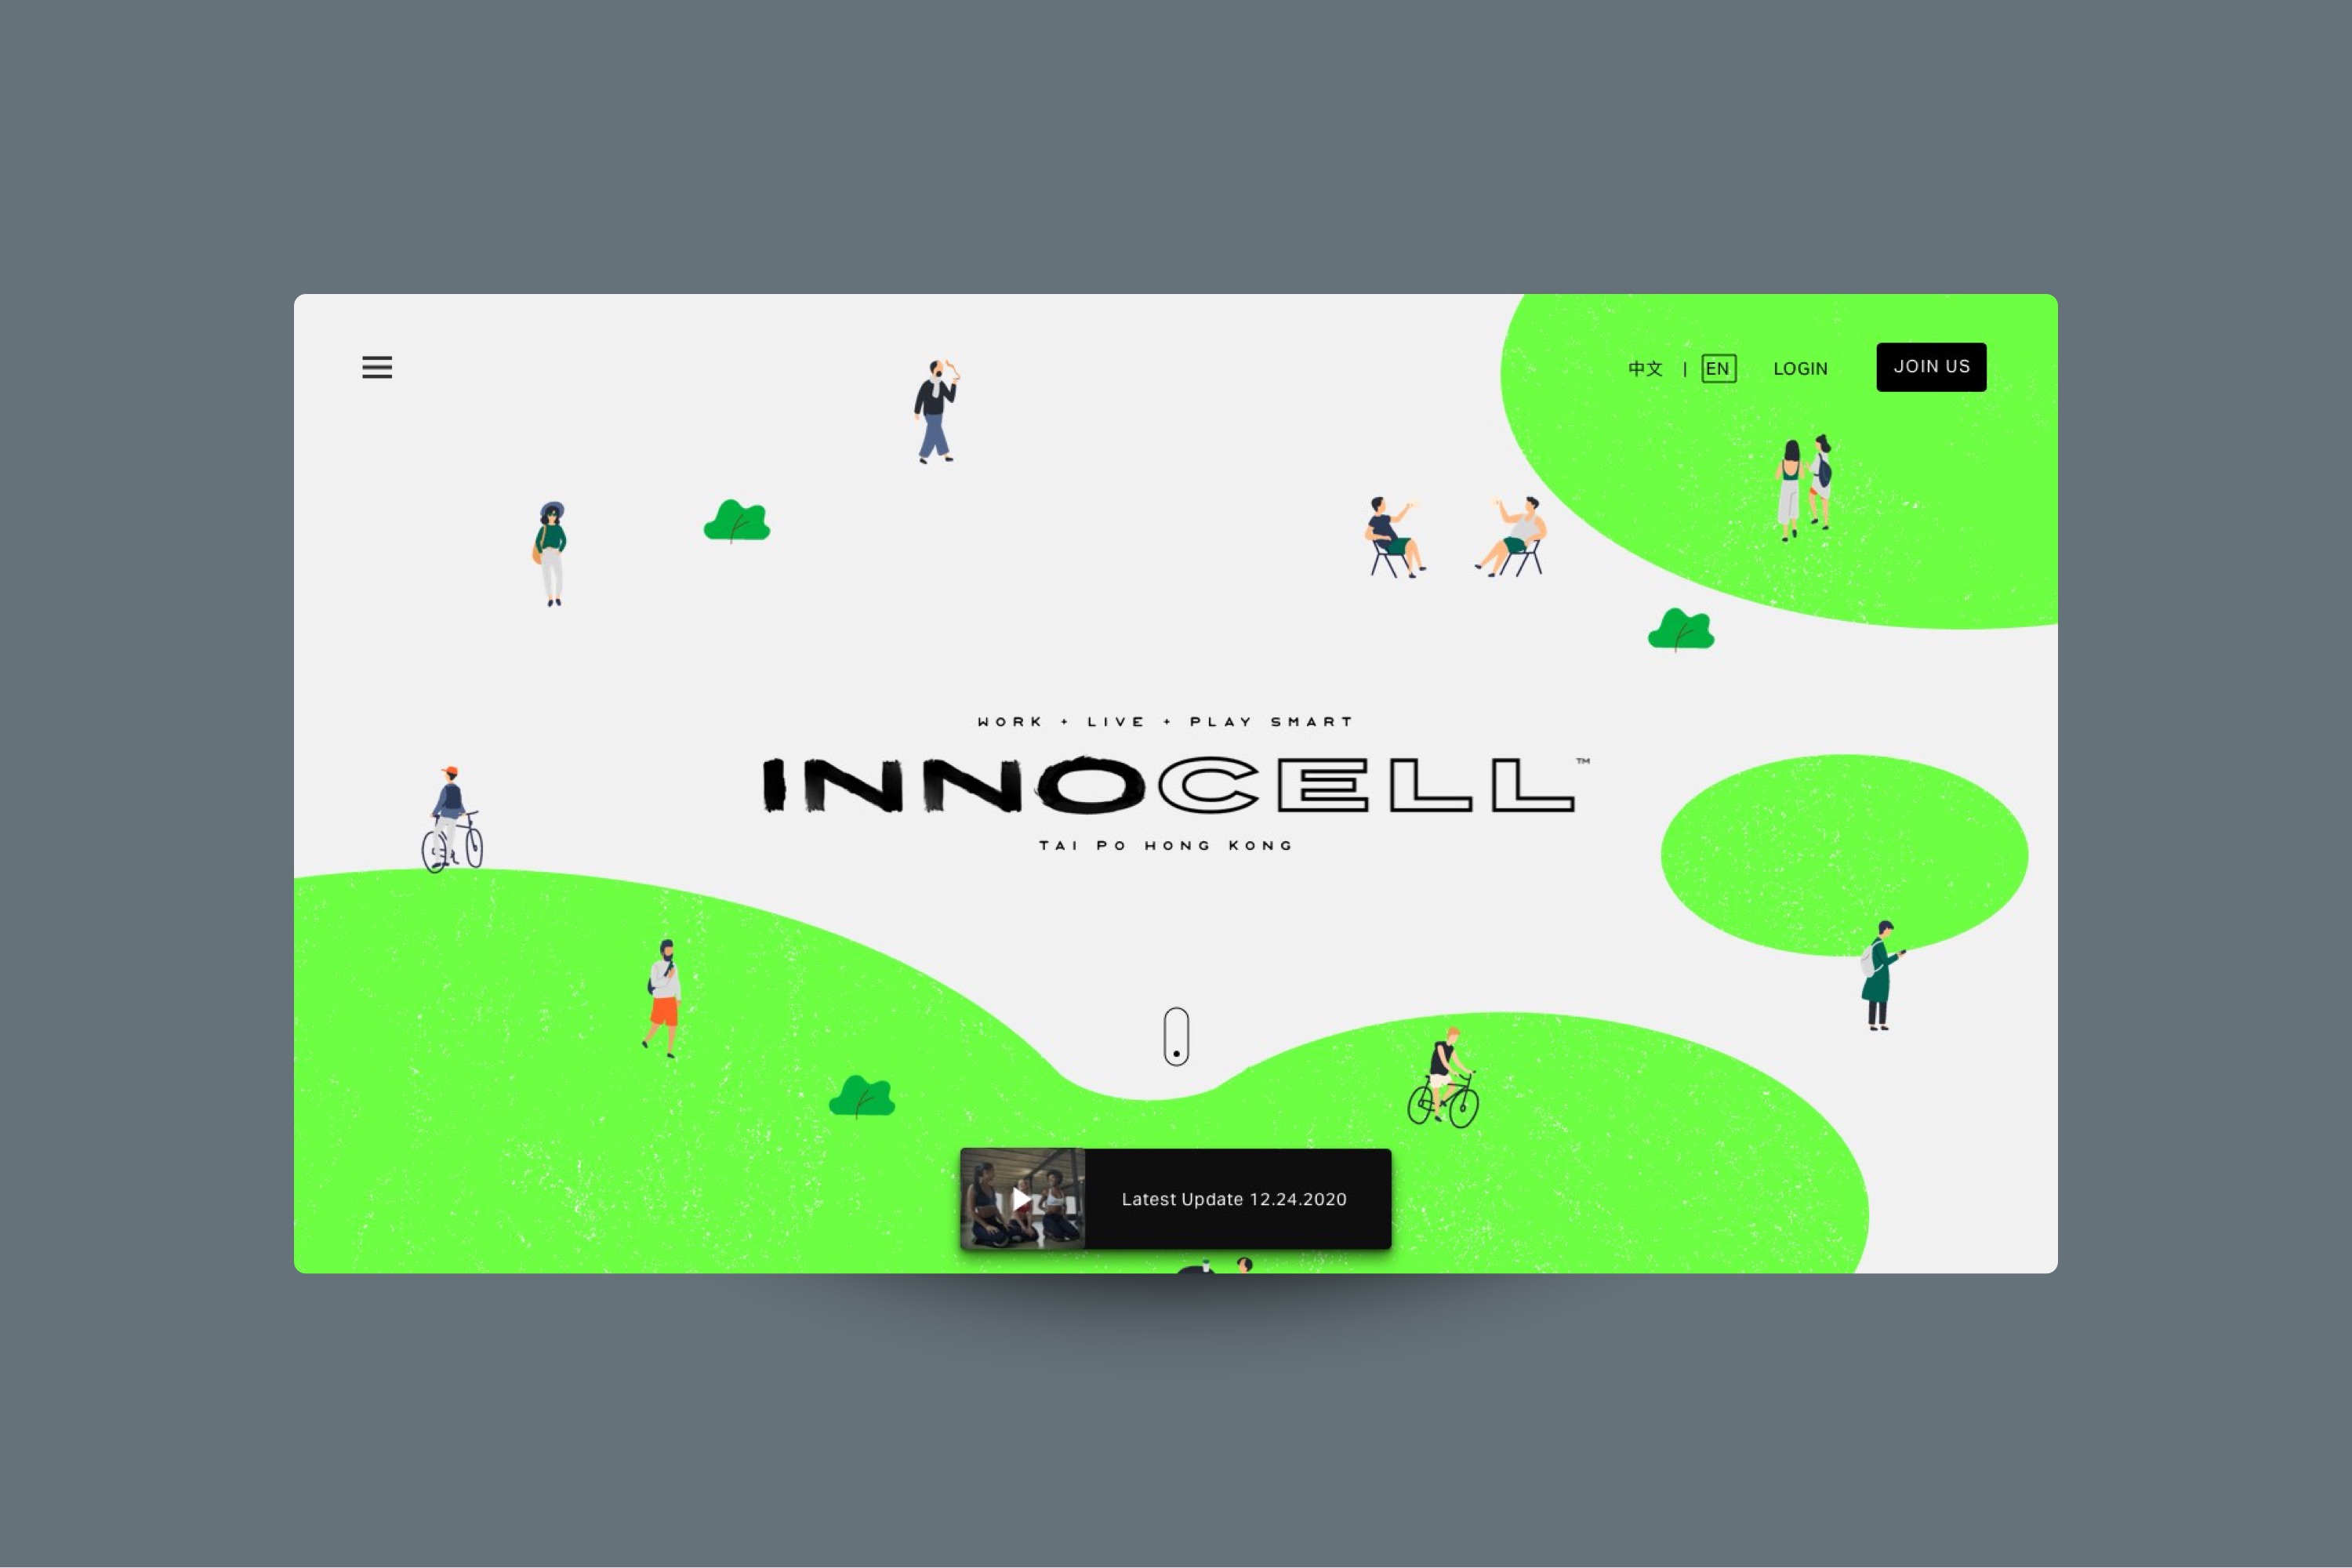 中文 | EN LOGIN JOIN US
WORK + LIVE + PLAY SMART
INNOCELL™
TAI PO HONG KONG
Latest Update 12.24.2020